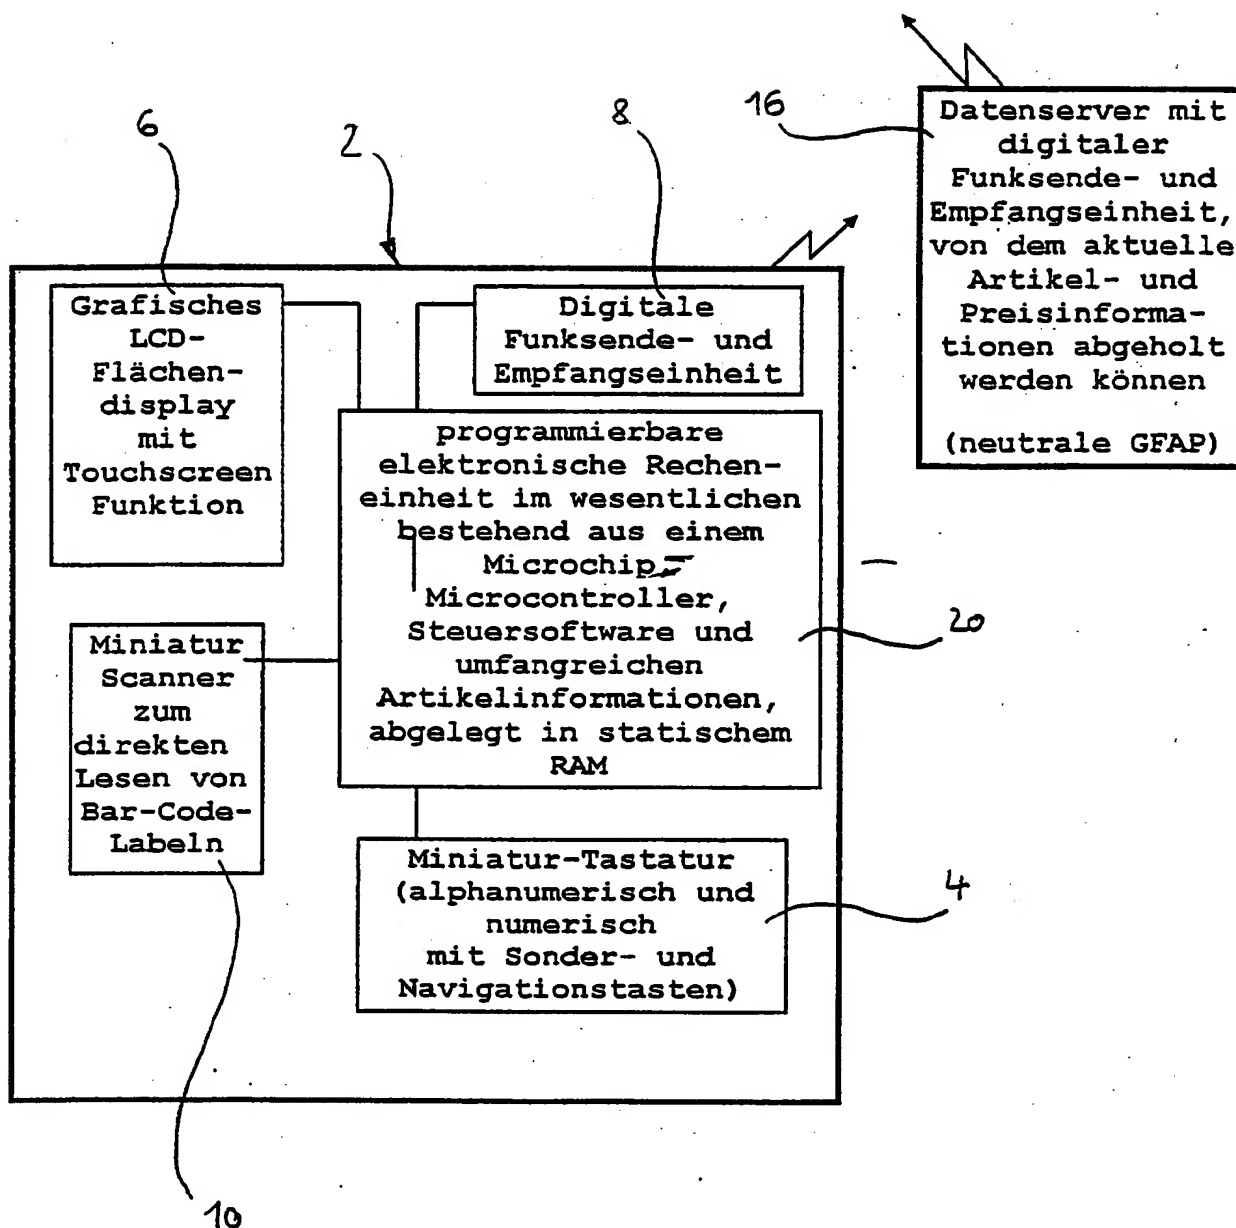 6
2
8
16
Datenserver mit
digitaler
Funksende- und
Empfangseinheit,
von dem aktuelle
Artikel- und
Preisinforma-
tionen abgeholt
werden können
(neutrale GFAP)
Grafisches
LCD-
Flächen-
display
mit
Touchscreen
Funktion
Digitale
Funksende- und
Empfangseinheit
programmierbare
elektronische Rechen-
einheit im wesentlichen
bestehend aus einem
Microchip-
Microcontroller,
Steuersoftware und
umfangreichen
Artikelinformationen,
abgelegt in statischem
RAM
20
Miniatur
Scanner
zum
direkten
Lesen von
Bar-Code-
Labeln
Miniatur-Tastatur
(alphanumerisch und
numerisch
mit Sonder- und
Navigationstasten)
4
10